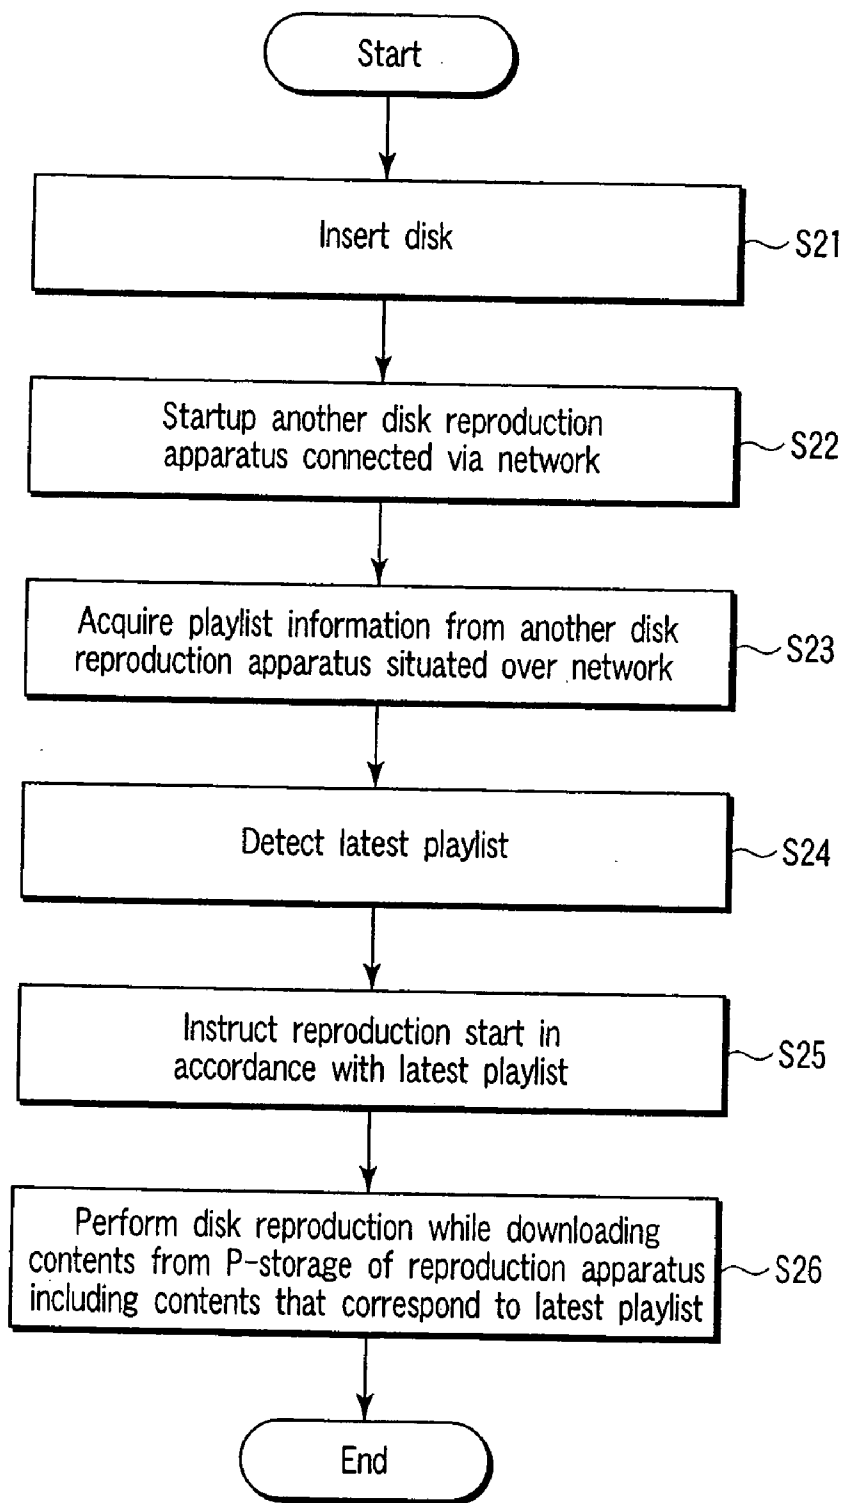 Start
Insert disk
S21
Startup another disk reproduction
apparatus connected via network
S22
Acquire playlist information from another disk
reproduction apparatus situated over network
S23
Detect latest playlist
S24
Instruct reproduction start in
accordance with latest playlist
S25
Perform disk reproduction while downloading
contents from P-storage of reproduction apparatus
including contents that correspond to latest playlist
S26
End